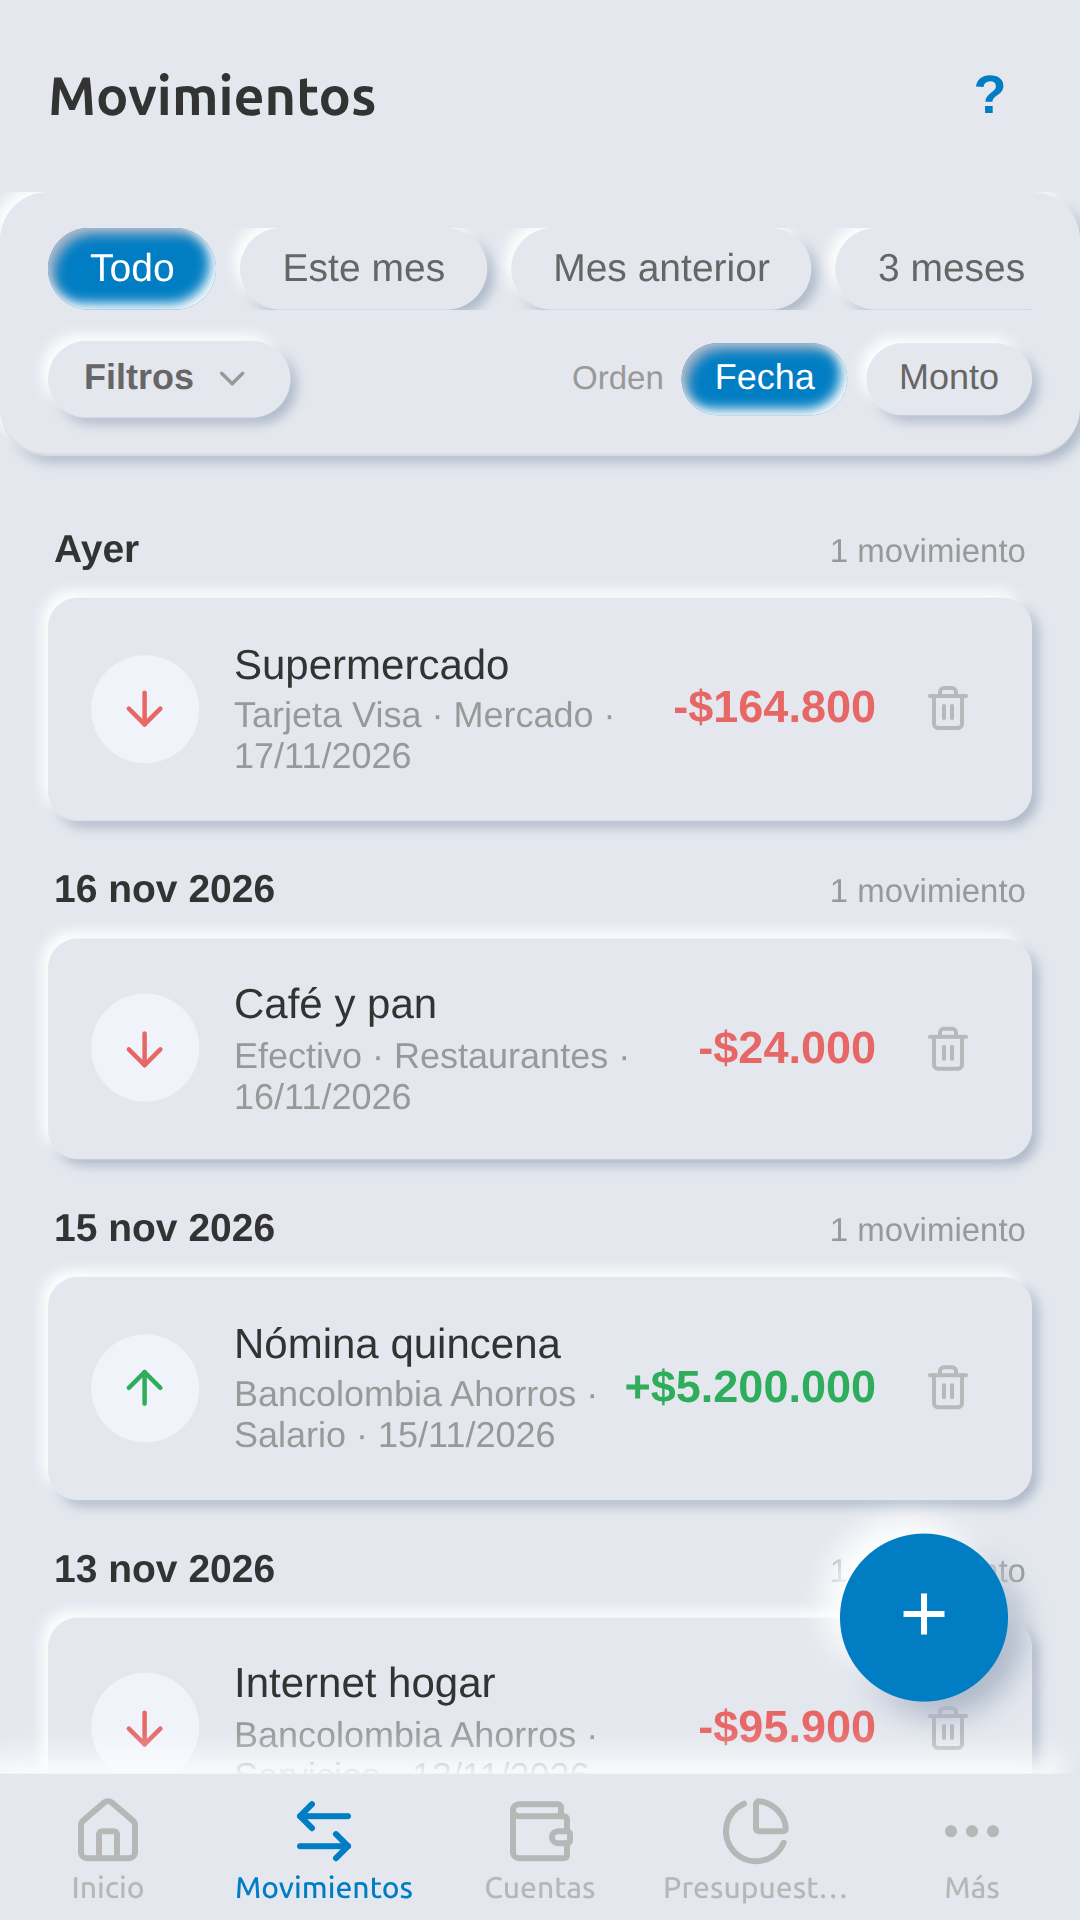 Movimientos ?
Todo Este mes Mes anterior 3 meses
Filtros Orden Fecha Monto
Ayer 1 movimiento
Supermercado
Tarjeta Visa · Mercado ·
17/11/2026
-$164.800
16 nov 2026 1 movimiento
Café y pan
Efectivo · Restaurantes ·
16/11/2026
-$24.000
15 nov 2026 1 movimiento
Nómina quincena
Bancolombia Ahorros ·
Salario · 15/11/2026
+$5.200.000
13 nov 2026 1
+
Internet hogar
Bancolombia Ahorros ·
-$95.900
Inicio Movimientos Cuentas Presupuest... Más